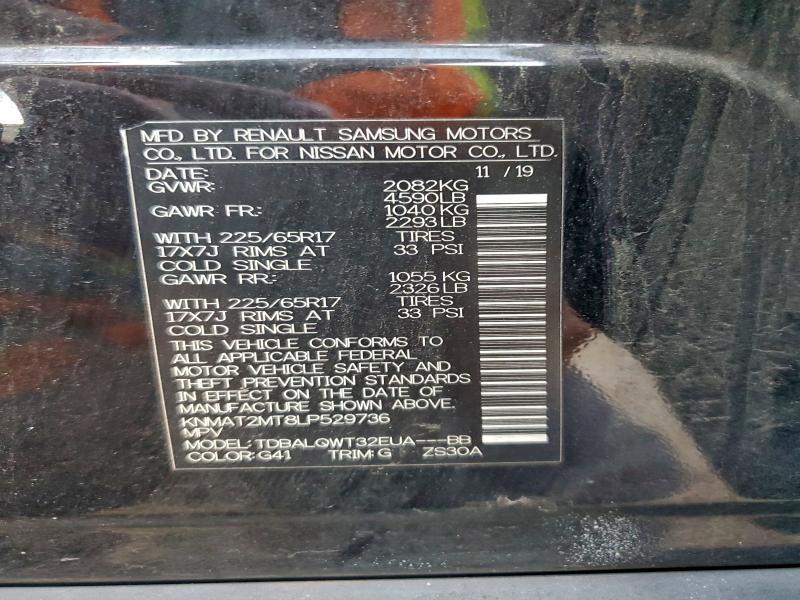 MFD BY RENAULT SAMSUNG MOTORS
CO., LTD. FOR NISSAN MOTOR CO., LTD.
DATE: 11 / 19
GVWR: 2082KG
4590LB
GAWR FR.: 1040 KG
2293LB
WITH 225/65R17 TIRES
17X7J RIMS AT 33 PSI
COLD SINGLE
GAWR RR.: 1055 KG
2326LB
WITH 225/65R17 TIRES
17X7J RIMS AT 33 PSI
COLD SINGLE
THIS VEHICLE CONFORMS TO
ALL APPLICABLE FEDERAL
MOTOR VEHICLE SAFETY AND
THEFT PREVENTION STANDARDS
IN EFFECT ON THE DATE OF
MANUFACTURE SHOWN ABOVE.
KNMAT2MT8LP529736
MPV
MODEL: TDBALQWT32EUA---BB
COLOR: G41 TRIM: G ZS30A